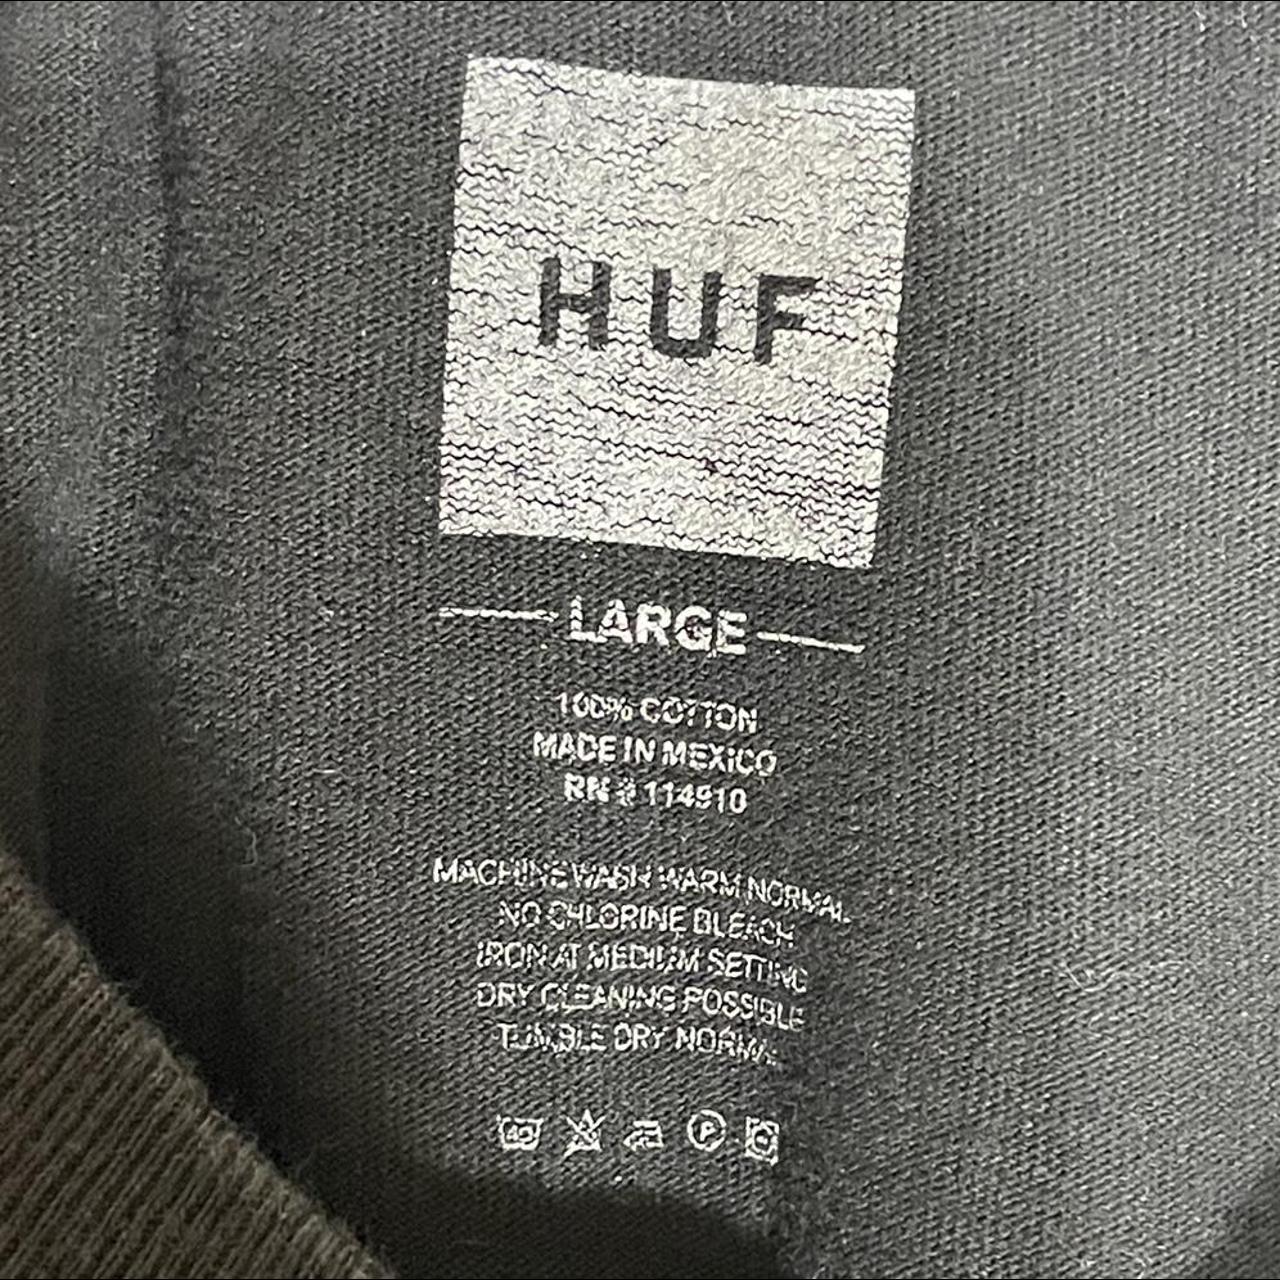 HUF
LARGE
100% COTTON
MADE IN MEXICO
RN # 114910
MACHINE WASH WARM NORMAL
NO CHLORINE BLEACH
IRON AT MEDIUM SETTING
DRY CLEANING POSSIBLE
TUMBLE DRY NORMAL
40 P